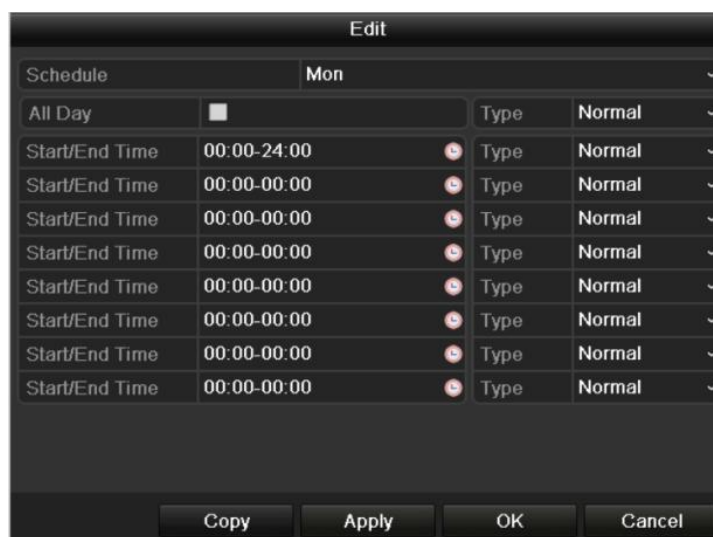 Edit
Schedule Mon
All Day Type Normal
Start/End Time 00:00-24:00 Type Normal
Start/End Time 00:00-00:00 Type Normal
Start/End Time 00:00-00:00 Type Normal
Start/End Time 00:00-00:00 Type Normal
Start/End Time 00:00-00:00 Type Normal
Start/End Time 00:00-00:00 Type Normal
Start/End Time 00:00-00:00 Type Normal
Start/End Time 00:00-00:00 Type Normal
Copy Apply OK Cancel